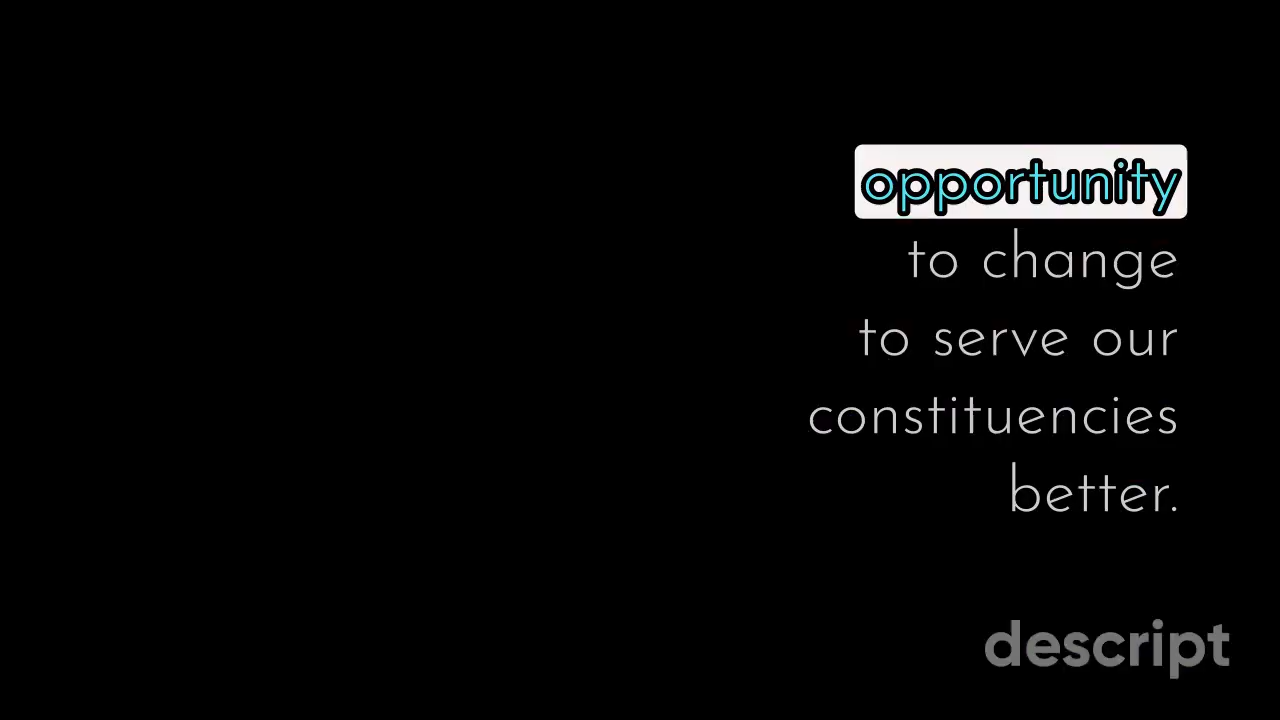 opportunity
to change
to serve our
constituencies
better.
descript